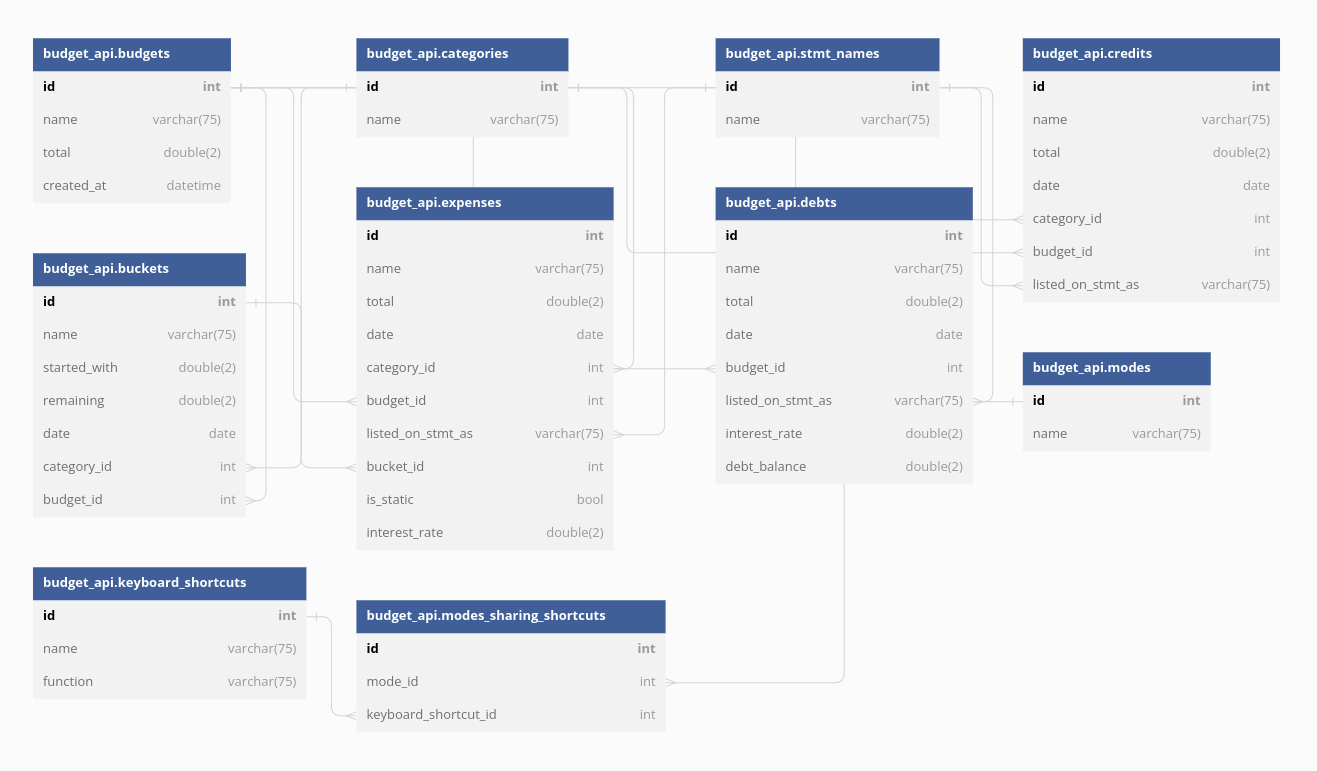 budget_api.budgets
id int
name varchar(75)
total double(2)
created_at datetime
budget_api.categories
id int
name varchar(75)
budget_api.stmt_names
id int
name varchar(75)
budget_api.credits
id int
name varchar(75)
total double(2)
date date
category_id int
budget_id int
listed_on_stmt_as varchar(75)
budget_api.buckets
id int
name varchar(75)
started_with double(2)
remaining double(2)
date date
category_id int
budget_id int
budget_api.expenses
id int
name varchar(75)
total double(2)
date date
category_id int
budget_id int
listed_on_stmt_as varchar(75)
bucket_id int
is_static bool
interest_rate double(2)
budget_api.debts
id int
name varchar(75)
total double(2)
date date
budget_id int
listed_on_stmt_as varchar(75)
interest_rate double(2)
debt_balance double(2)
budget_api.modes
id int
name varchar(75)
budget_api.keyboard_shortcuts
id int
name varchar(75)
function varchar(75)
budget_api.modes_sharing_shortcuts
id int
mode_id int
keyboard_shortcut_id int